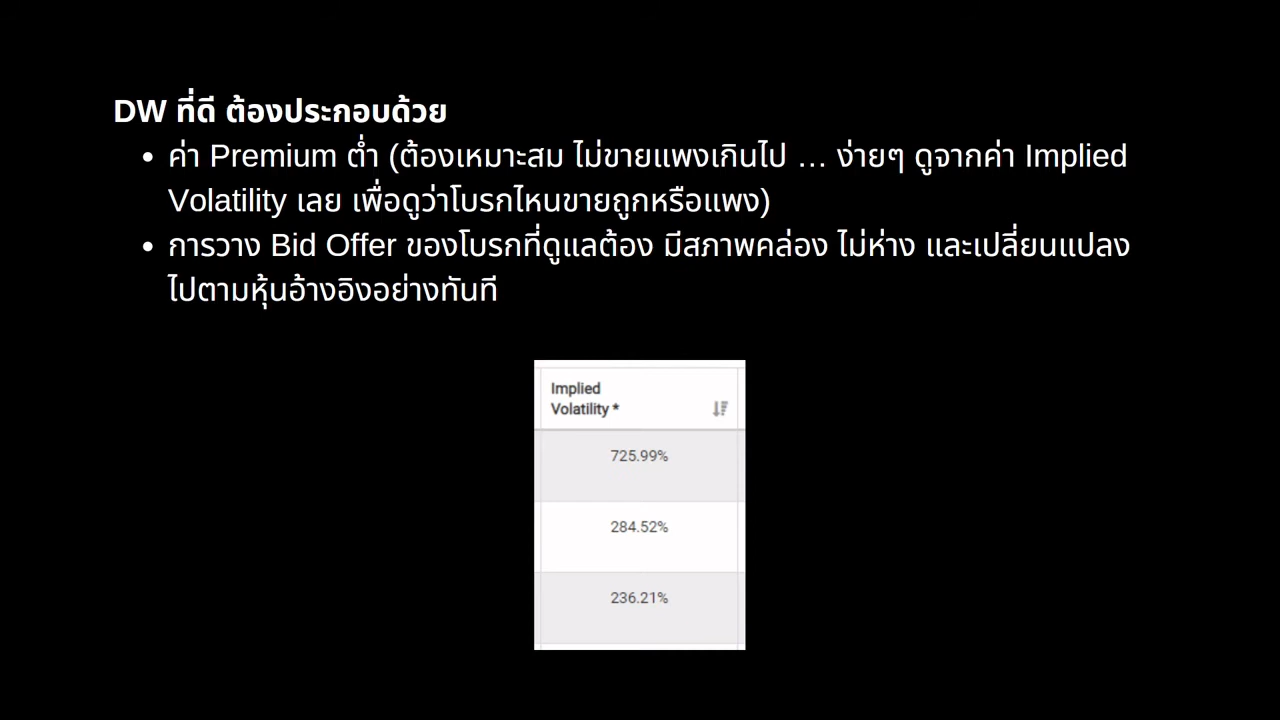 DW ที่ดี ต้องประกอบด้วย
• ค่า Premium ต่ำ (ต้องเหมาะสม ไม่ขายแพงเกินไป … ง่ายๆ ดูจากค่า Implied
Volatility เลย เพื่อดูว่าโบรกไหนขายถูกหรือแพง)
• การวาง Bid Offer ของโบรกที่ดูแลต้อง มีสภาพคล่อง ไม่ห่าง และเปลี่ยนแปลง
ไปตามหุ้นอ้างอิงอย่างทันที
Implied
Volatility *
725.99%
284.52%
236.21%